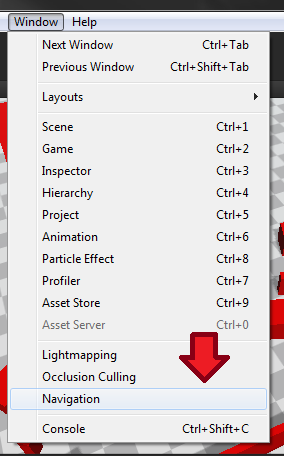 Window Help
Next Window Ctrl+Tab
Previous Window Ctrl+Shift+Tab
Layouts
Scene Ctrl+1
Game Ctrl+2
Inspector Ctrl+3
Hierarchy Ctrl+4
Project Ctrl+5
Animation Ctrl+6
Particle Effect Ctrl+8
Profiler Ctrl+7
Asset Store Ctrl+9
Asset Server Ctrl+0
Lightmapping
Occlusion Culling
Navigation
Console Ctrl+Shift+C